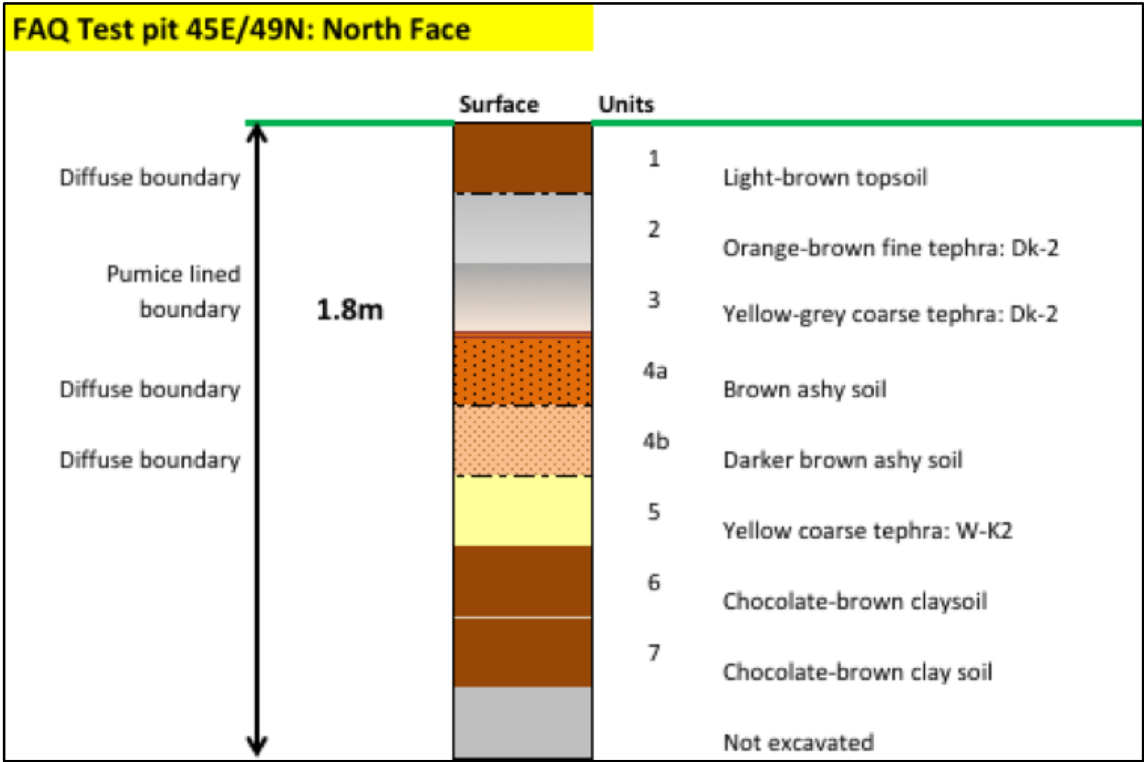 FAQ Test pit 45E/49N: North Face
Surface
Units
1
Diffuse boundary
Light-brown topsoil
2
Orange-brown fine tephra: Dk-2
Pumice lined
boundary
1.8m
3
Yellow-grey coarse tephra: Dk-2
4a
Diffuse boundary
Brown ashy soil
4b
Diffuse boundary
Darker brown ashy soil
5
Yellow coarse tephra: W-K2
6
Chocolate-brown claysoil
7
Chocolate-brown clay soil
Not excavated